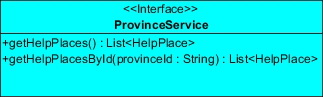 <<Interface>>
ProvinceService
+getHelpPlaces() : List<HelpPlace>
+getHelpPlacesById(provinceId : String) : List<HelpPlace>